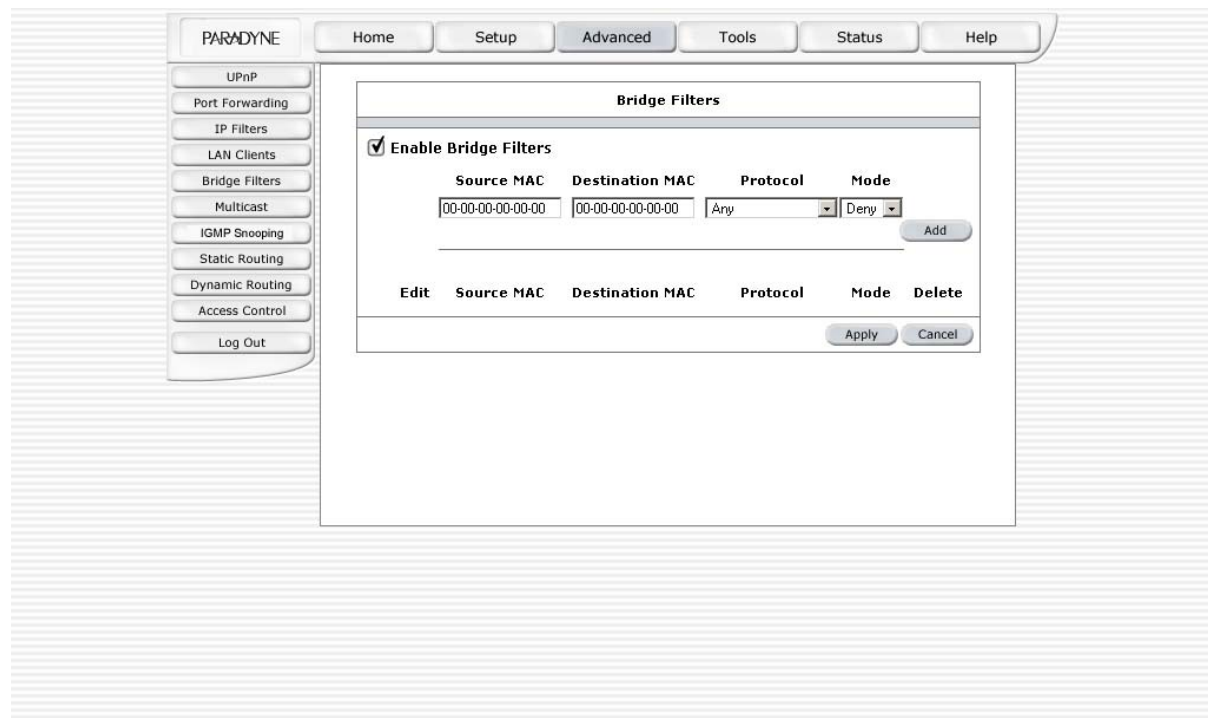 PARADYNE Home Setup Advanced Tools Status Help
UPnP
Port Forwarding
IP Filters
LAN Clients
Bridge Filters
Multicast
IGMP Snooping
Static Routing
Dynamic Routing
Access Control
Log Out
Bridge Filters
Enable Bridge Filters
Source MAC Destination MAC Protocol Mode
00-00-00-00-00-00 00-00-00-00-00-00 Any Deny
Add
Edit Source MAC Destination MAC Protocol Mode Delete
Apply Cancel